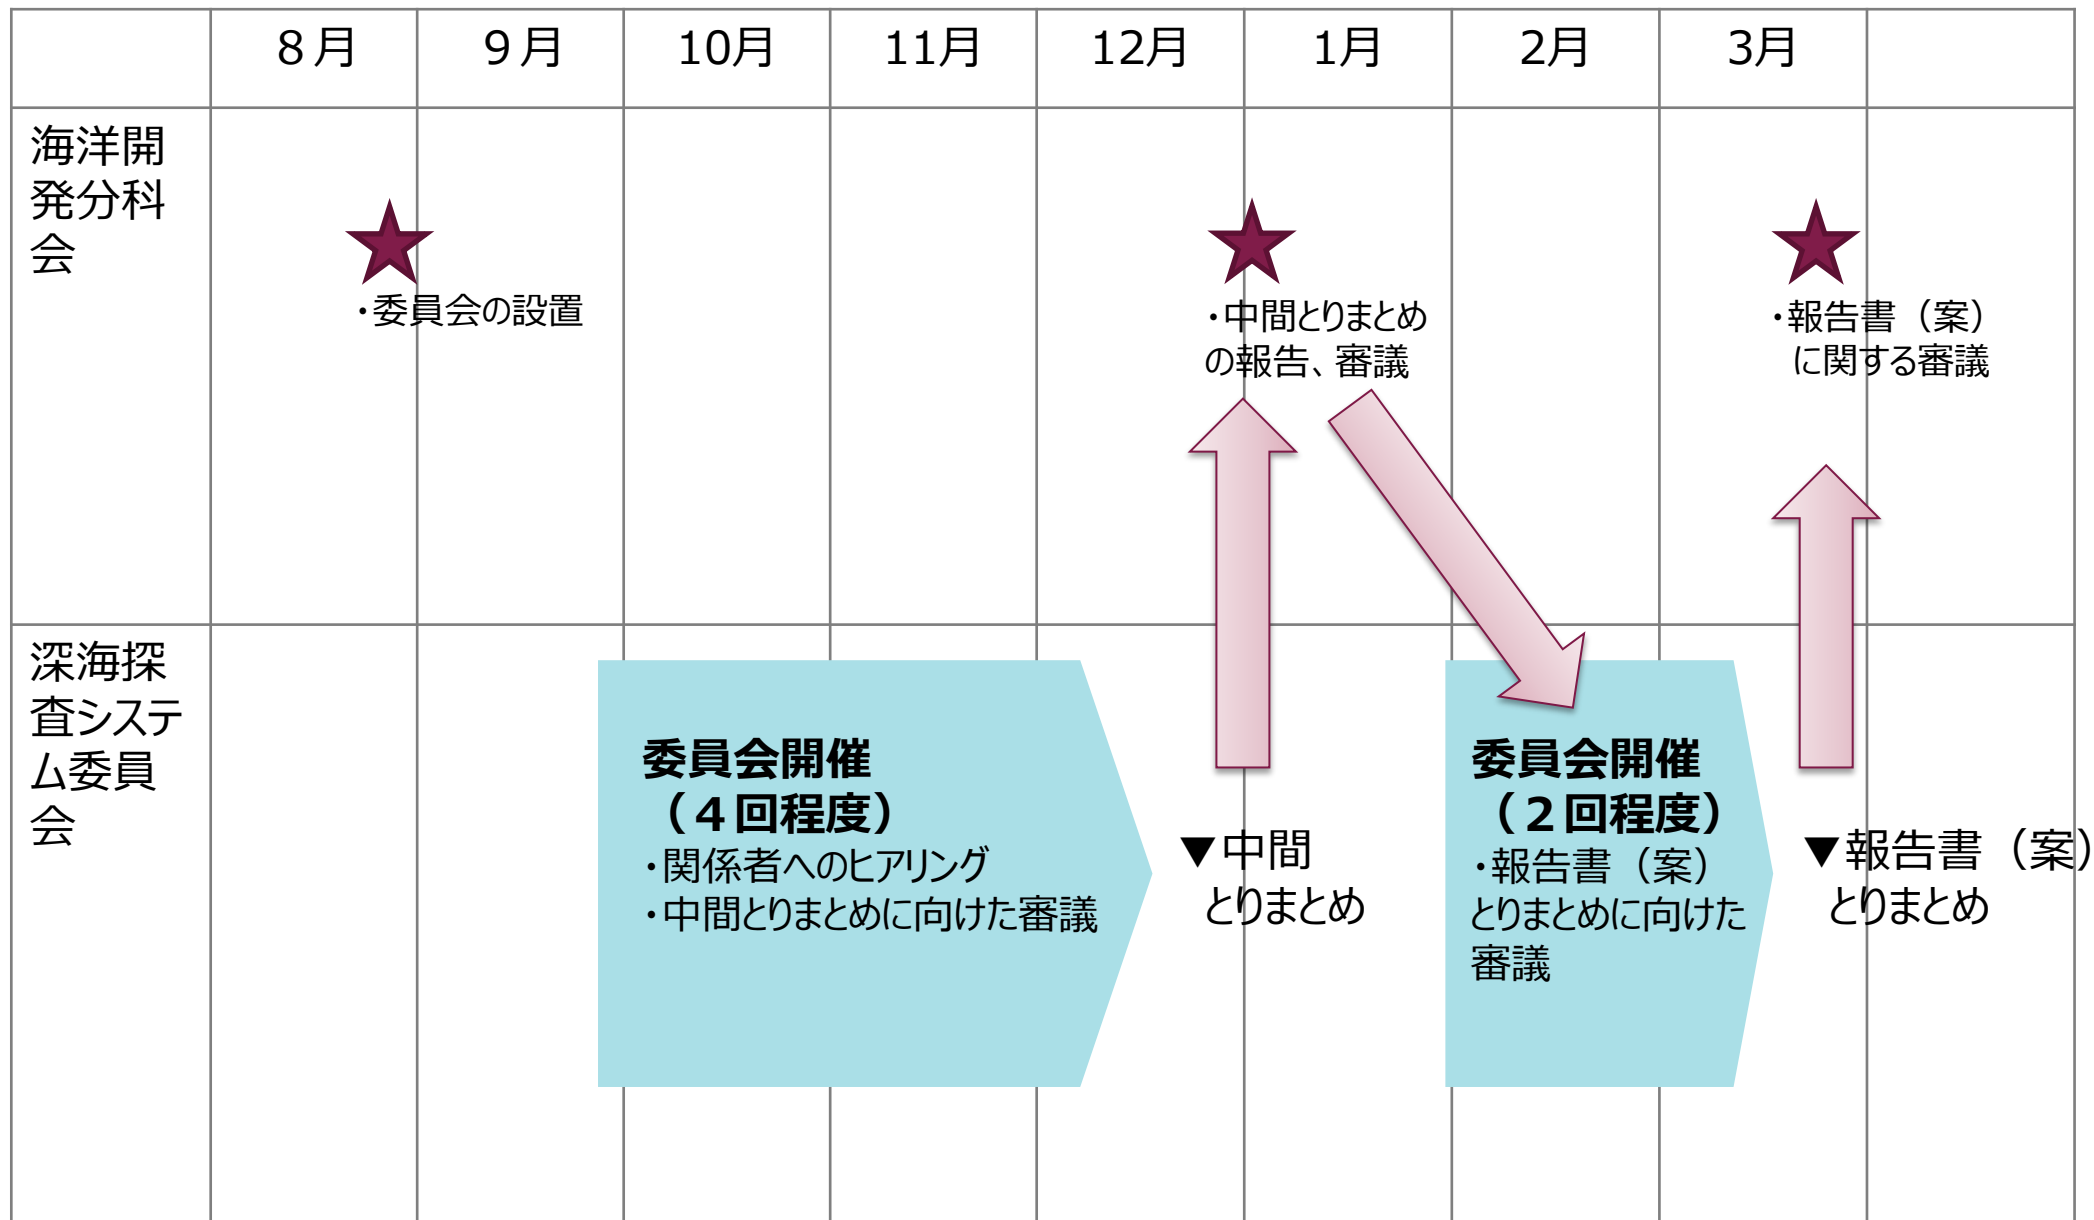 ８月
９月
10月
11月
12月
1月
2月
3月
海洋開
発分科
会
・委員会の設置
・中間とりまとめ
の報告、審議
・報告書（案）
に関する審議
深海探
査システ
ム委員
会
委員会開催
（４回程度）
・関係者へのヒアリング
・中間とりまとめに向けた審議
▼中間
とりまとめ
委員会開催
（２回程度）
・報告書（案）
とりまとめに向けた
審議
▼報告書（案）
とりまとめ